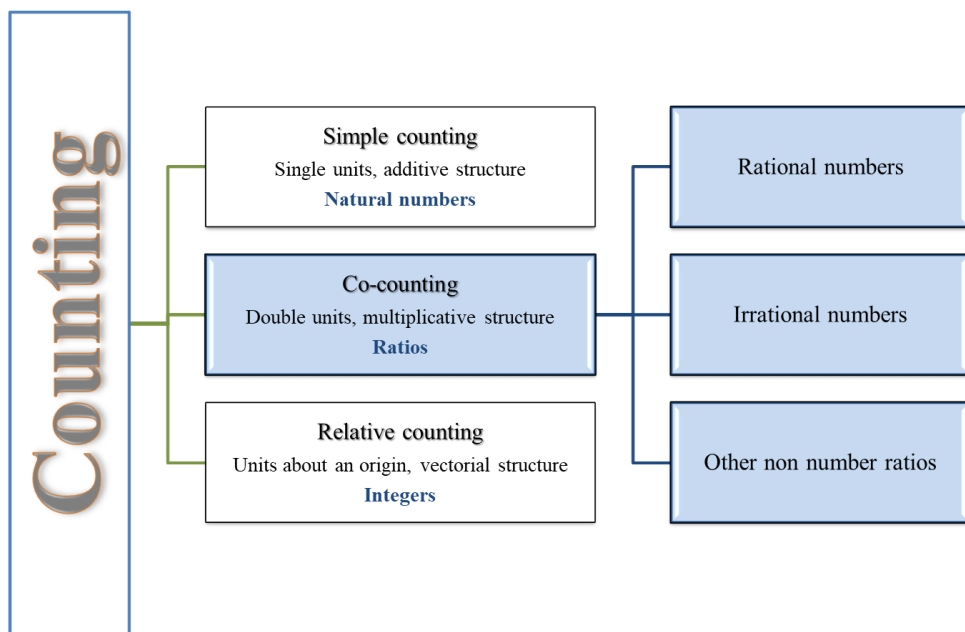 Counting
Simple counting
Single units, additive structure
Natural numbers
Co-counting
Double units, multiplicative structure
Ratios
Relative counting
Units about an origin, vectorial structure
Integers
Rational numbers
Irrational numbers
Other non number ratios